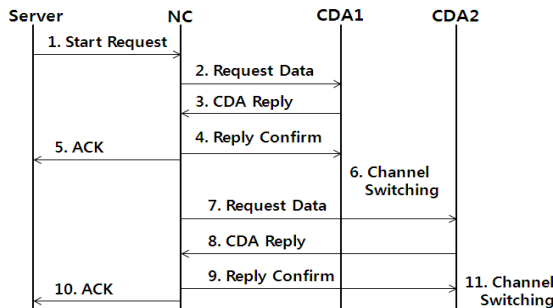 Server NC CDA1 CDA2
1. Start Request
2. Request Data
3. CDA Reply
4. Reply Confirm
5. ACK
6. Channel
Switching
7. Request Data
8. CDA Reply
9. Reply Confirm
10. ACK
11. Channel
Switching